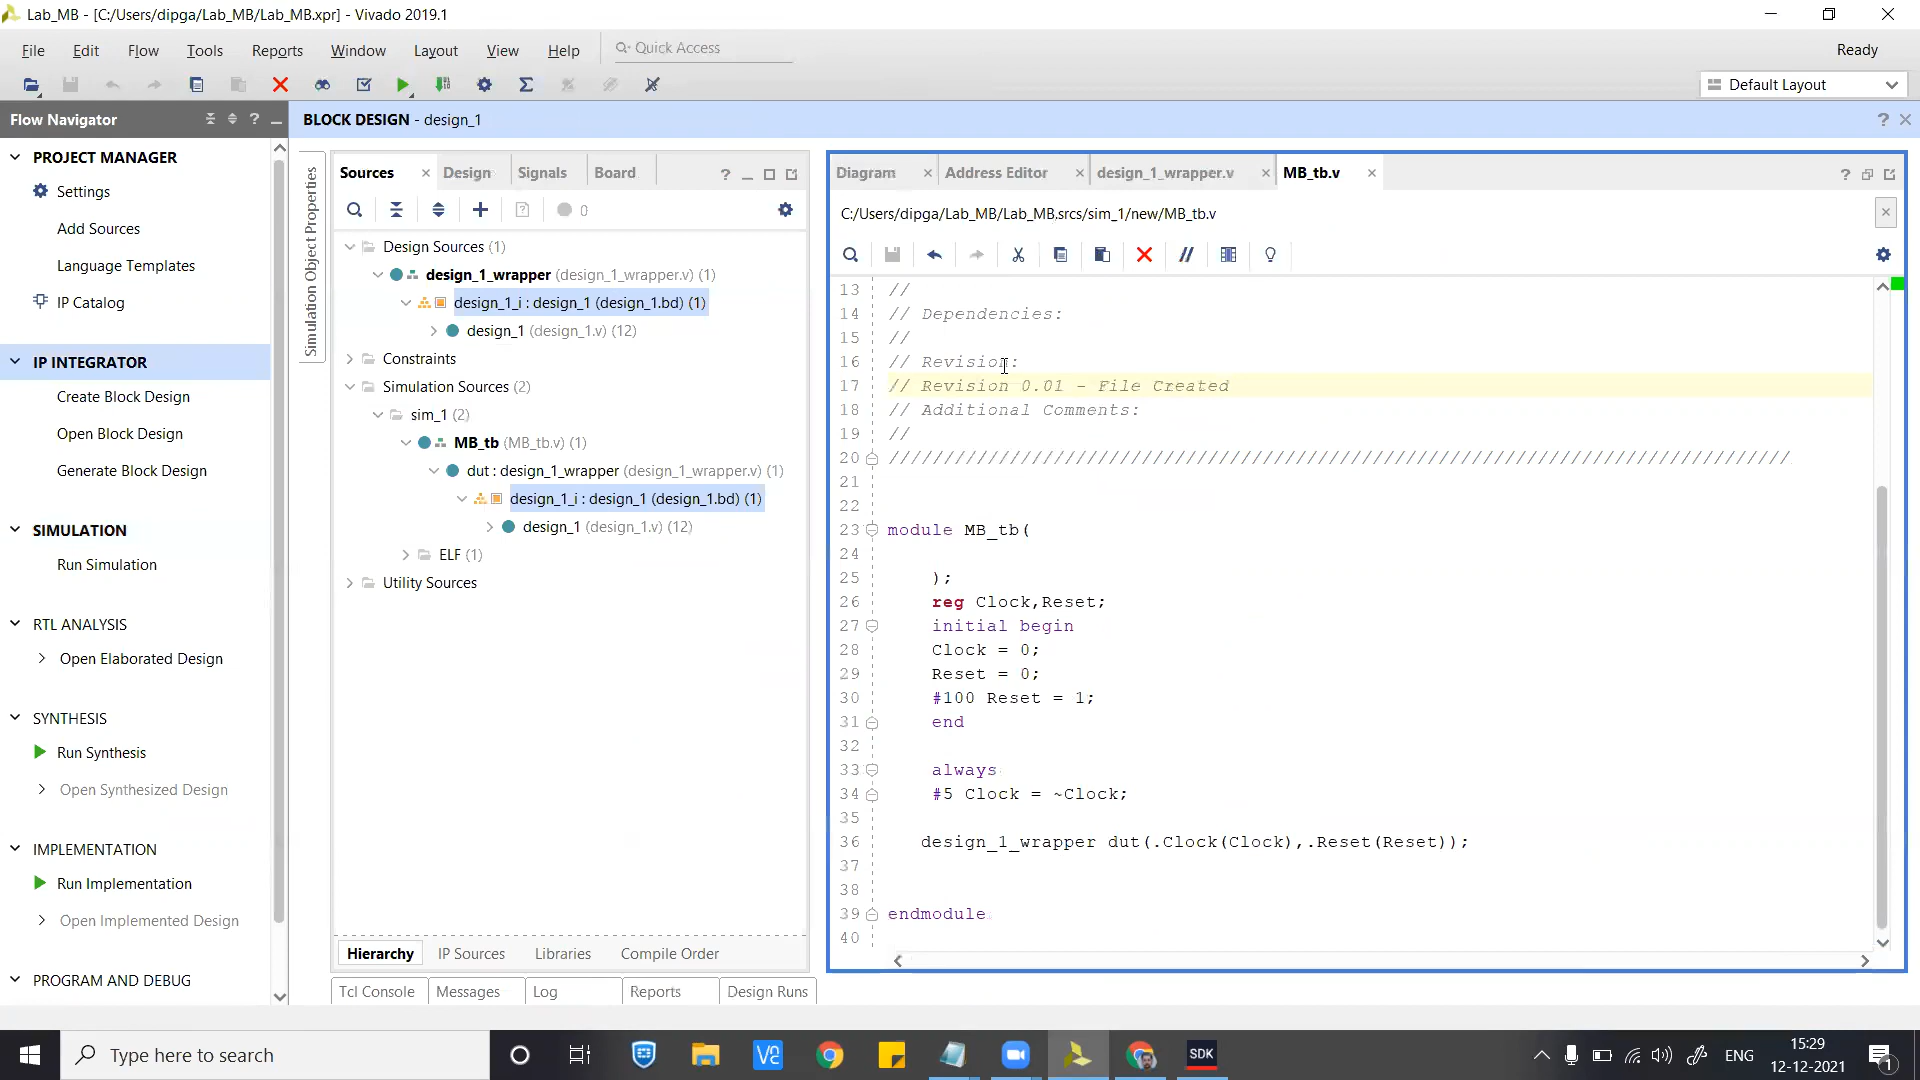 Lab_MB - [C:/Users/dipga/Lab_MB/Lab_MB.xpr] - Vivado 2019.1
File Edit Flow Tools Reports Window Layout View Help Quick Access Ready
Default Layout
Flow Navigator
BLOCK DESIGN - design_1
PROJECT MANAGER
Settings
Add Sources
Language Templates
IP Catalog
IP INTEGRATOR
Create Block Design
Open Block Design
Generate Block Design
SIMULATION
Run Simulation
RTL ANALYSIS
Open Elaborated Design
SYNTHESIS
Run Synthesis
Open Synthesized Design
IMPLEMENTATION
Run Implementation
Open Implemented Design
PROGRAM AND DEBUG
Simulation Object Properties
Sources Design Signals Board
0
Design Sources (1)
design_1_wrapper (design_1_wrapper.v) (1)
design_1_i : design_1 (design_1.bd) (1)
design_1 (design_1.v) (12)
Constraints
Simulation Sources (2)
sim_1 (2)
MB_tb (MB_tb.v) (1)
dut : design_1_wrapper (design_1_wrapper.v) (1)
design_1_i : design_1 (design_1.bd) (1)
design_1 (design_1.v) (12)
ELF (1)
Utility Sources
Hierarchy IP Sources Libraries Compile Order
Tcl Console Messages Log Reports Design Runs
Diagram Address Editor design_1_wrapper.v MB_tb.v
C:/Users/dipga/Lab_MB/Lab_MB.srcs/sim_1/new/MB_tb.v
13 //
14 // Dependencies:
15 //
16 // Revision:
17 // Revision 0.01 - File Created
18 // Additional Comments:
19 //
20 //////////////////////////////////////////////////////////////////////////////////
21
22
23 module MB_tb(
24
25 );
26 reg Clock,Reset;
27 initial begin
28 Clock = 0;
29 Reset = 0;
30 #100 Reset = 1;
31 end
32
33 always
34 #5 Clock = ~Clock;
35
36 design_1_wrapper dut(.Clock(Clock),.Reset(Reset));
37
38
39 endmodule
40
Type here to search
SDK
ENG
15:29
12-12-2021
1